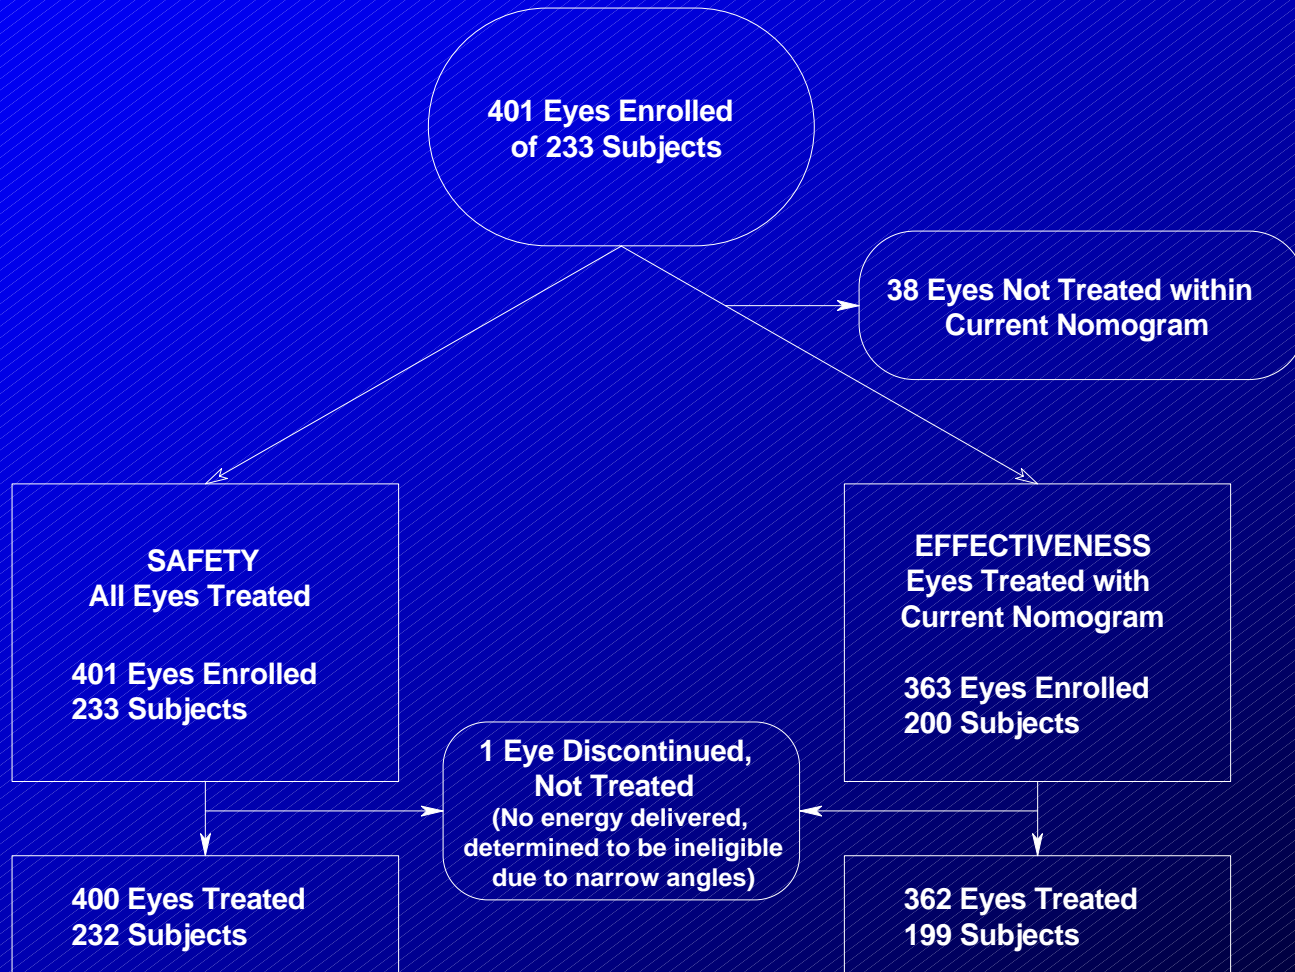 401 Eyes Enrolled
of 233 Subjects
38 Eyes Not Treated within
Current Nomogram
SAFETY
All Eyes Treated
401 Eyes Enrolled
233 Subjects
EFFECTIVENESS
Eyes Treated with
Current Nomogram
363 Eyes Enrolled
200 Subjects
1 Eye Discontinued,
Not Treated
(No energy delivered,
determined to be ineligible
due to narrow angles)
400 Eyes Treated
232 Subjects
362 Eyes Treated
199 Subjects